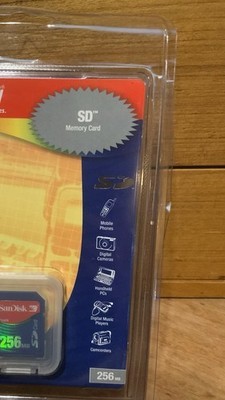 SD™
Memory Card
SD
Mobile
Phones
Digital
Cameras
Handheld
PCs
Digital Music
Players
Camcorders
SanDisk
256
256 MB